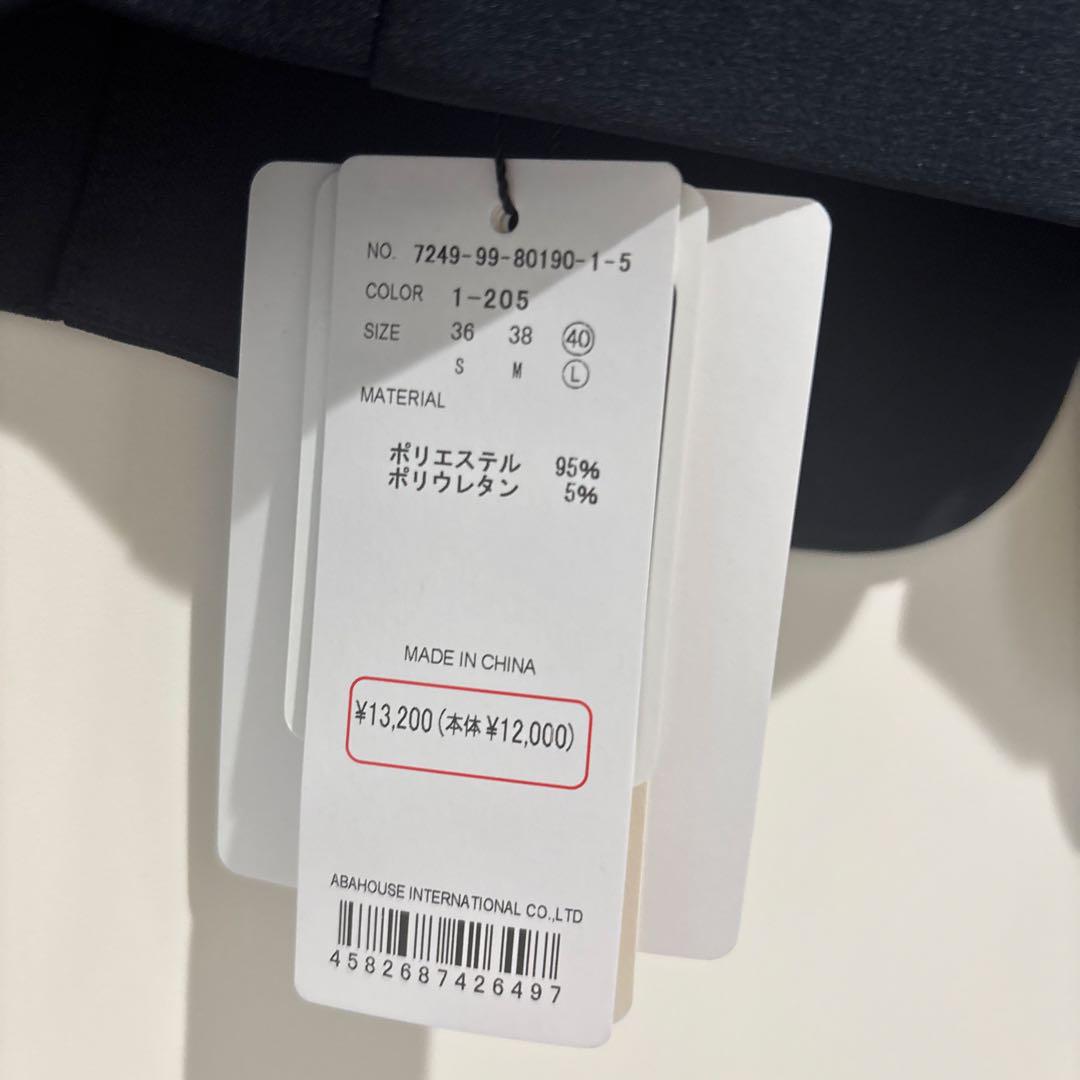 NO. 7249-99-80190-1-5
COLOR 1-205
SIZE 36 38 40
S M L
MATERIAL
ポリエステル 95%
ポリウレタン 5%
MADE IN CHINA
¥13,200(本体¥12,000)
ABAHOUSE INTERNATIONAL CO.,LTD
4582687426497